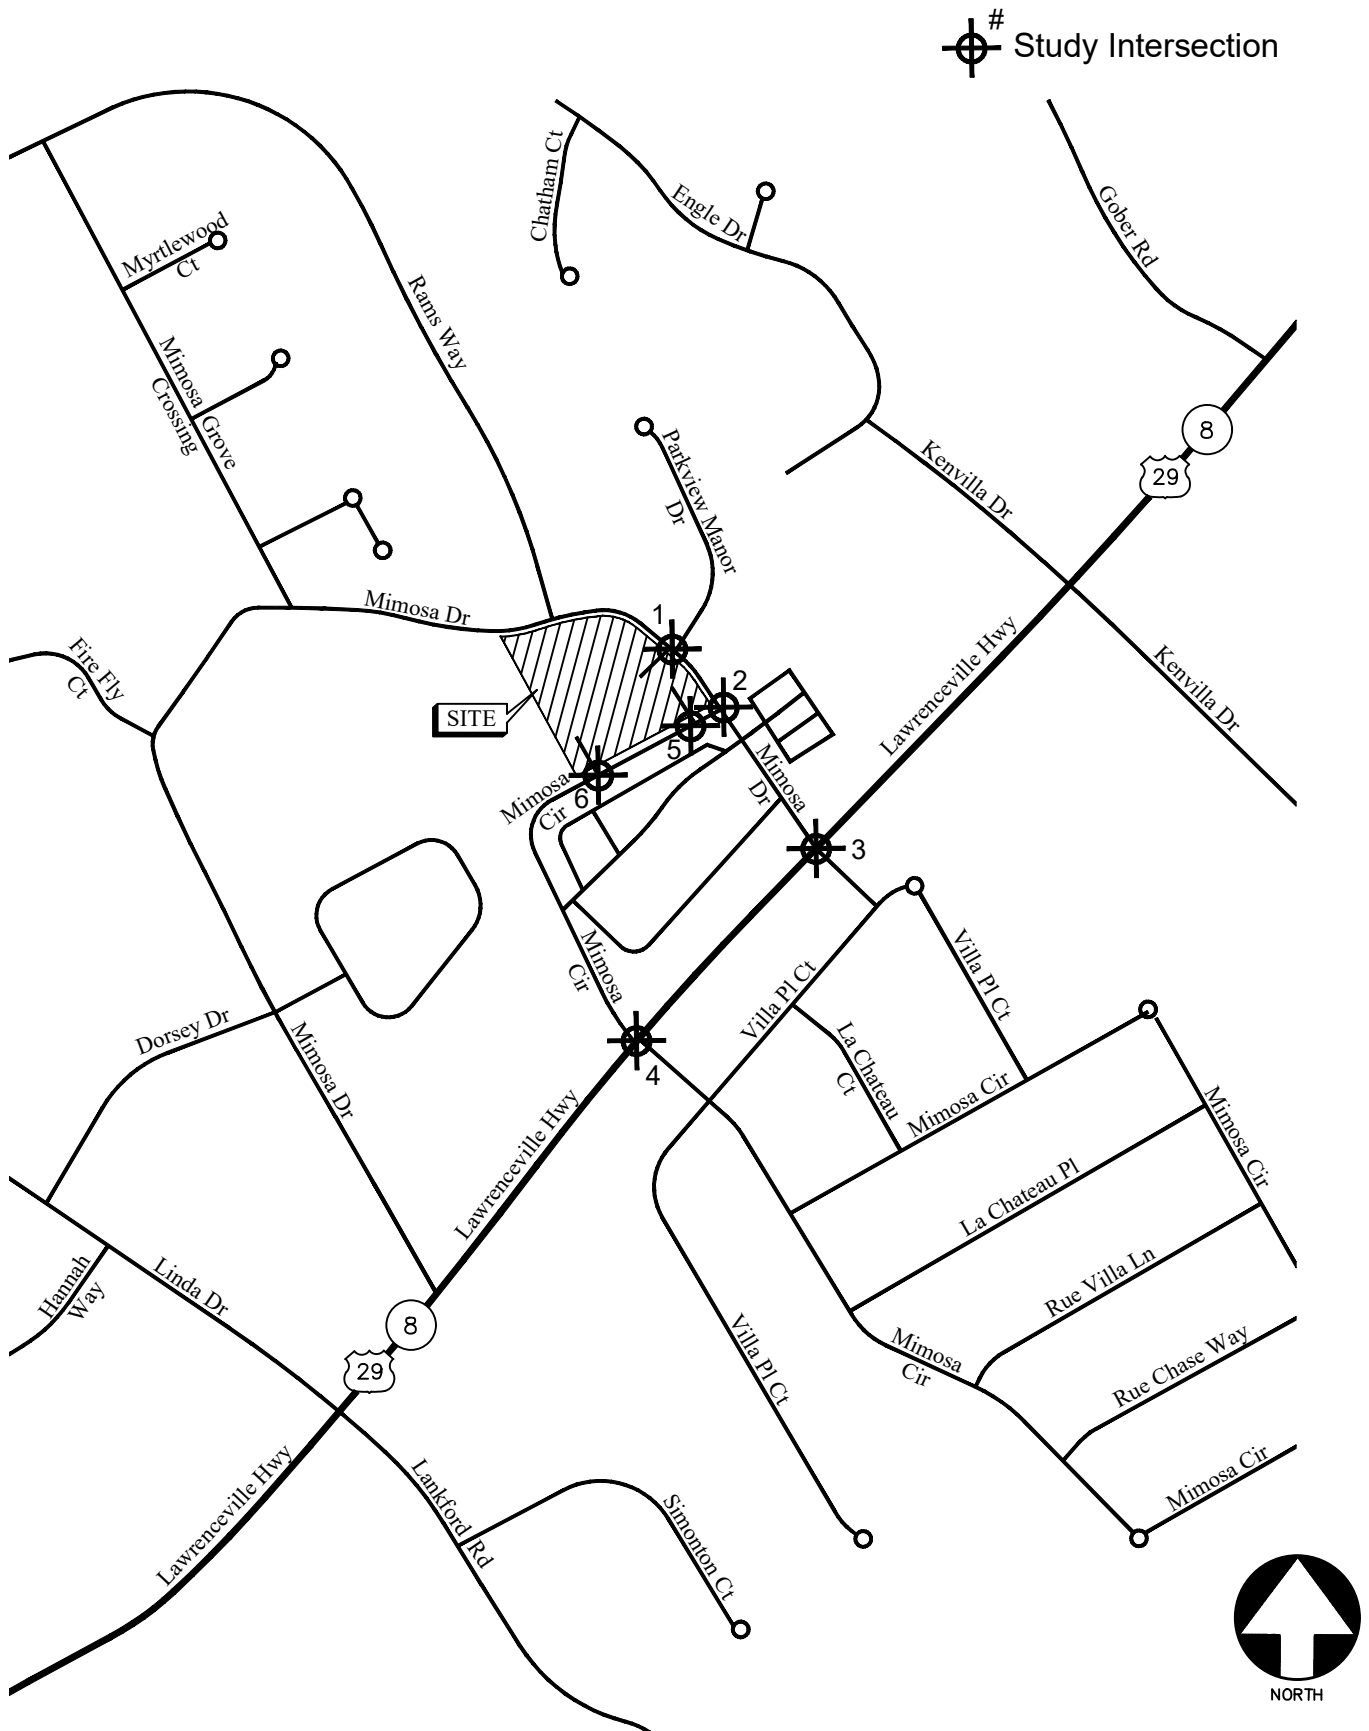 #
Study Intersection
Chatham Ct
Engle Dr
Gober Rd
Myrtlewood
Ct
Rams Way
Mimosa Grove
Crossing
8
29
Parkview Manor
Dr
Kenvilla Dr
Mimosa Dr
1
Lawrenceville Hwy
Kenvilla Dr
Fire Fly
Ct
2
SITE
5
Mimosa
Dr
Mimosa
Cir
6
3
Mimosa
Cir
Villa Pl Ct
Villa Pl Ct
Dorsey Dr
Mimosa Dr
La Chateau
Ct
4
Mimosa Cir
Mimosa Cir
Lawrenceville Hwy
La Chateau Pl
Hannah
Way
Linda Dr
Rue Villa Ln
8
29
Villa Pl Ct
Mimosa
Cir
Rue Chase Way
Lawrenceville Hwy
Lankford Rd
Simonton Ct
Mimosa Cir
NORTH